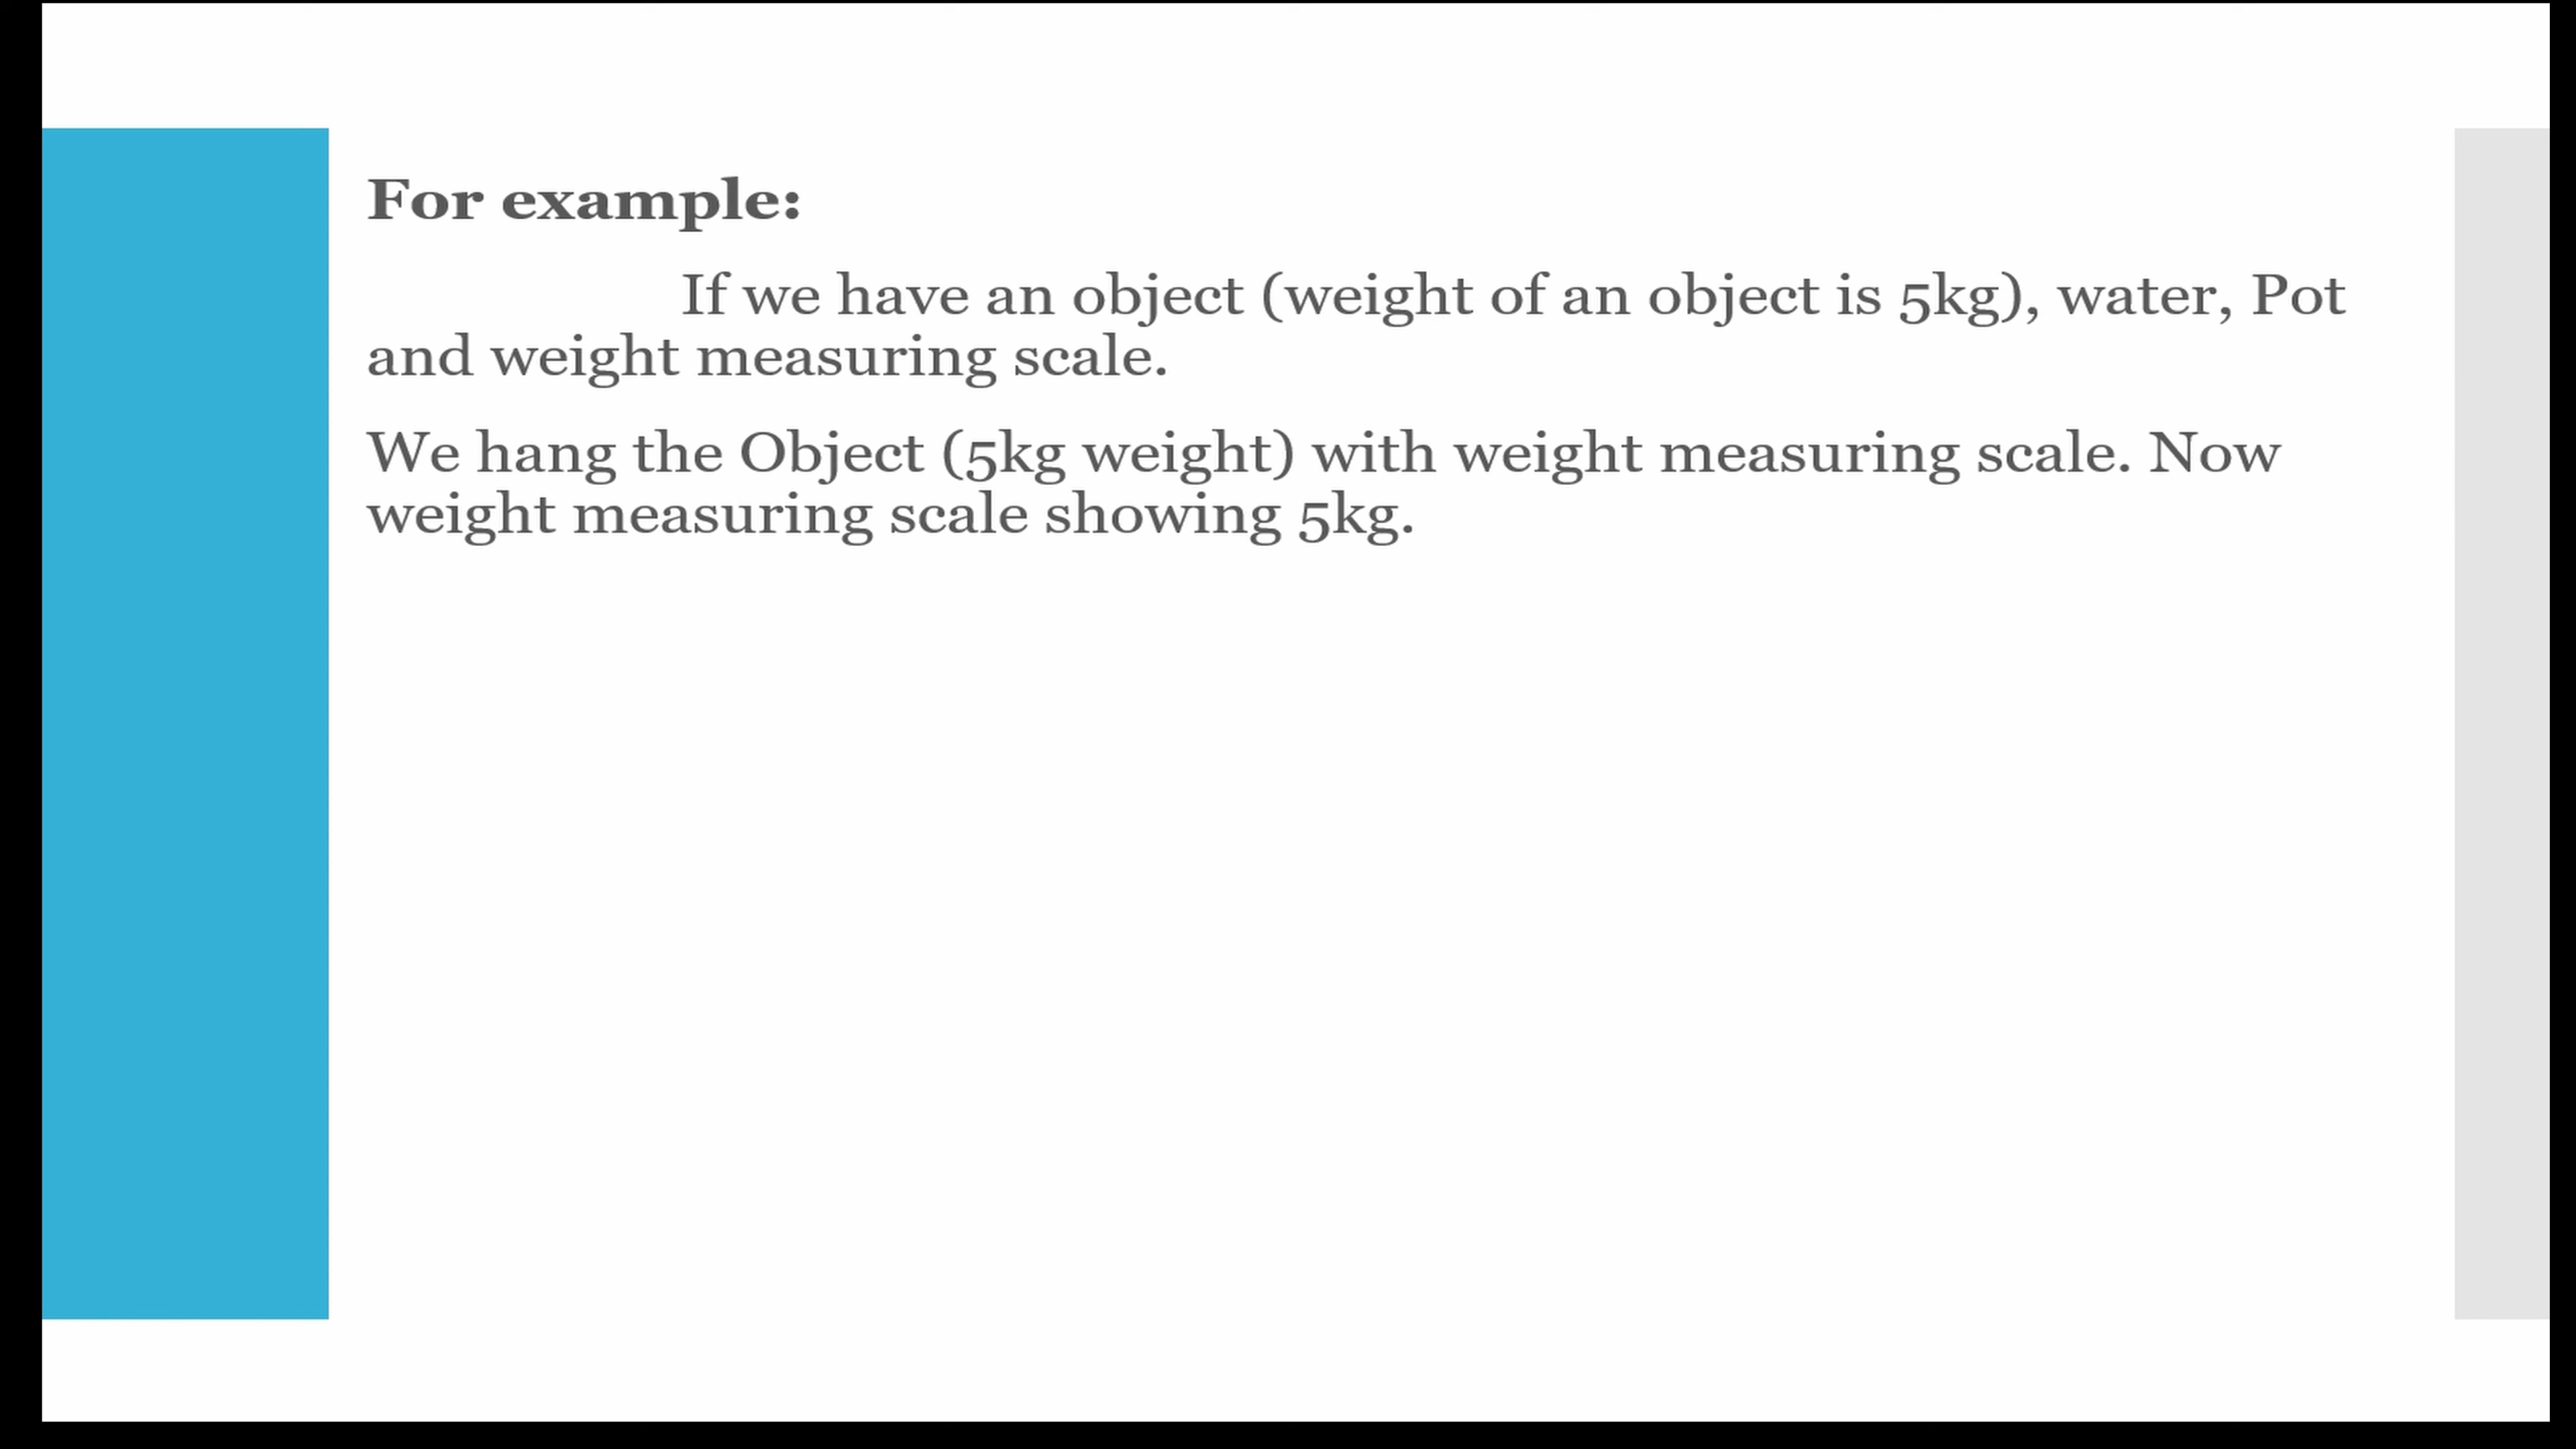 For example:
If we have an object (weight of an object is 5kg), water, Pot
and weight measuring scale.
We hang the Object (5kg weight) with weight measuring scale. Now
weight measuring scale showing 5kg.